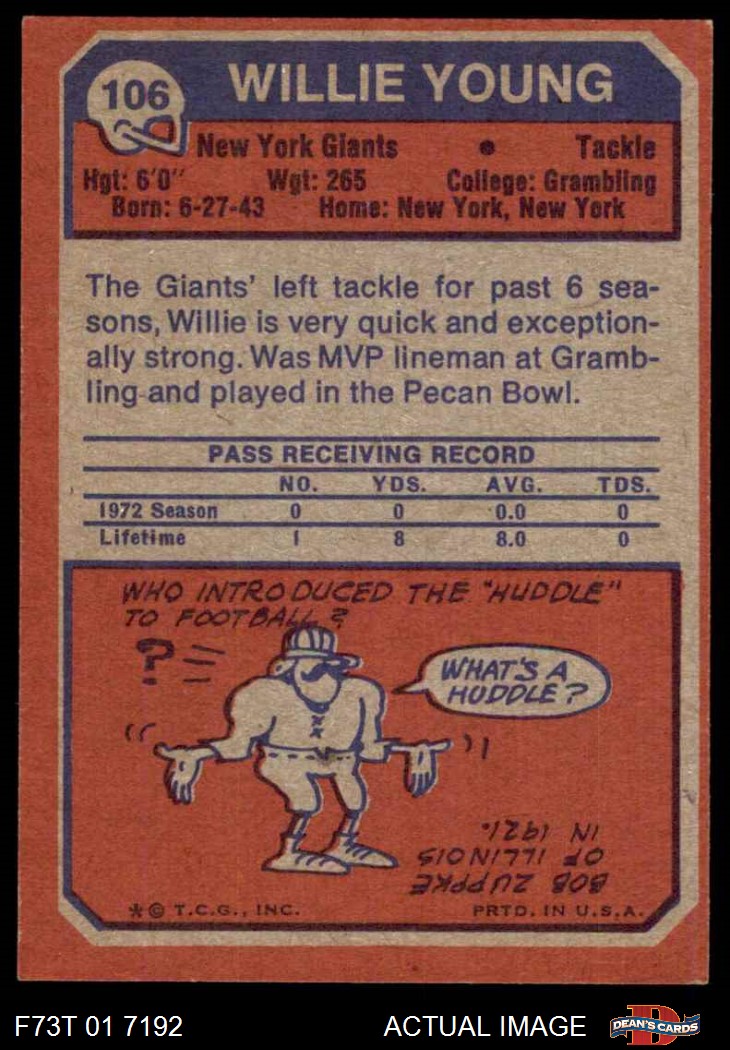 106
WILLIE YOUNG
New York Giants • Tackle
Hgt: 6'0" Wgt: 265 College: Grambling
Born: 6-27-43 Home: New York, New York
The Giants' left tackle for past 6 sea-
sons, Willie is very quick and exception-
ally strong. Was MVP lineman at Gramb-
ling and played in the Pecan Bowl.
PASS RECEIVING RECORD
NO. YDS. AVG. TDS.
1972 Season 0 0 0.0 0
Lifetime 1 8 8.0 0
WHO INTRODUCED THE "HUDDLE"
TO FOOTBALL?
?
WHAT'S A
HUDDLE?
BOB ZUPPKE
OF ILLINOIS
IN 1921.
*© T.C.G., INC. PRTD. IN U.S.A.
F73T 01 7192 ACTUAL IMAGE
D
DEAN'S CARDS